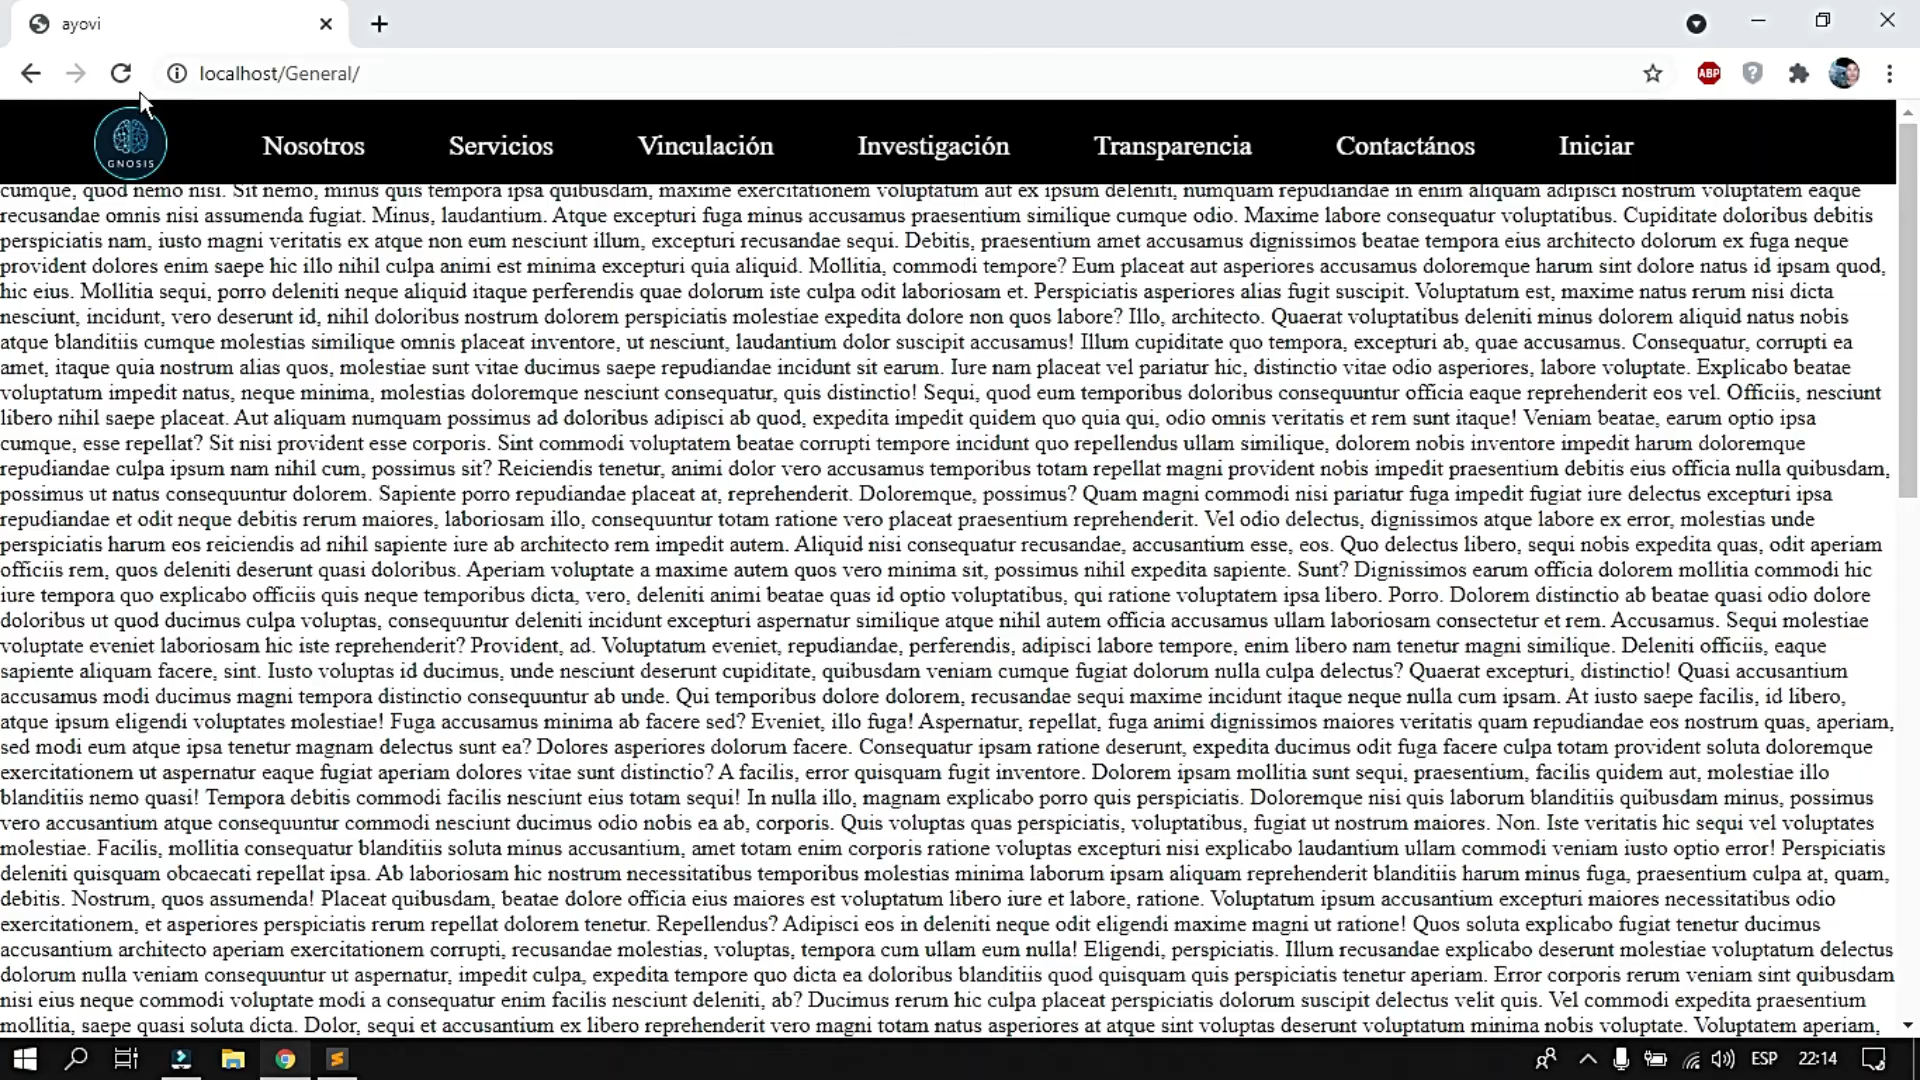 ayovi
localhost/General/
ABP
GNOSIS
Nosotros Servicios Vinculación Investigación Transparencia Contactános Iniciar
cumque, quod nemo nisi. Sit nemo, minus quis tempora ipsa quibusdam, maxime exercitationem voluptatum aut ex ipsum deleniti, numquam repudiandae in enim aliquam adipisci nostrum voluptatem eaque
recusandae omnis nisi assumenda fugiat. Minus, laudantium. Atque excepturi fuga minus accusamus praesentium similique cumque odio. Maxime labore consequatur voluptatibus. Cupiditate doloribus debitis
perspiciatis nam, iusto magni veritatis ex atque non eum nesciunt illum, excepturi recusandae sequi. Debitis, praesentium amet accusamus dignissimos beatae tempora eius architecto dolorum ex fuga neque
provident dolores enim saepe hic illo nihil culpa animi est minima excepturi quia aliquid. Mollitia, commodi tempore? Eum placeat aut asperiores accusamus doloremque harum sint dolore natus id ipsam quod,
hic eius. Mollitia sequi, porro deleniti neque aliquid itaque perferendis quae dolorum iste culpa odit laboriosam et. Perspiciatis asperiores alias fugit suscipit. Voluptatum est, maxime natus rerum nisi dicta
nesciunt, incidunt, vero deserunt id, nihil doloribus nostrum dolorem perspiciatis molestiae expedita dolore non quos labore? Illo, architecto. Quaerat voluptatibus deleniti minus dolorem aliquid natus nobis
atque blanditiis cumque molestias similique omnis placeat inventore, ut nesciunt, laudantium dolor suscipit accusamus! Illum cupiditate quo tempora, excepturi ab, quae accusamus. Consequatur, corrupti ea
amet, itaque quia nostrum alias quos, molestiae sunt vitae ducimus saepe repudiandae incidunt sit earum. Iure nam placeat vel pariatur hic, distinctio vitae odio asperiores, labore voluptate. Explicabo beatae
voluptatum impedit natus, neque minima, molestias doloremque nesciunt consequatur, quis distinctio! Sequi, quod eum temporibus doloribus consequuntur officia eaque reprehenderit eos vel. Officiis, nesciunt
libero nihil saepe placeat. Aut aliquam numquam possimus ad doloribus adipisci ab quod, expedita impedit quidem quo quia qui, odio omnis veritatis et rem sunt itaque! Veniam beatae, earum optio ipsa
cumque, esse repellat? Sit nisi provident esse corporis. Sint commodi voluptatem beatae corrupti tempore incidunt quo repellendus ullam similique, dolorem nobis inventore impedit harum doloremque
repudiandae culpa ipsum nam nihil cum, possimus sit? Reiciendis tenetur, animi dolor vero accusamus temporibus totam repellat magni provident nobis impedit praesentium debitis eius officia nulla quibusdam,
possimus ut natus consequuntur dolorem. Sapiente porro repudiandae placeat at, reprehenderit. Doloremque, possimus? Quam magni commodi nisi pariatur fuga impedit fugiat iure delectus excepturi ipsa
repudiandae et odit neque debitis rerum maiores, laboriosam illo, consequuntur totam ratione vero placeat praesentium reprehenderit. Vel odio delectus, dignissimos atque labore ex error, molestias unde
perspiciatis harum eos reiciendis ad nihil sapiente iure ab architecto rem impedit autem. Aliquid nisi consequatur recusandae, accusantium esse, eos. Quo delectus libero, sequi nobis expedita quas, odit aperiam
officiis rem, quos deleniti deserunt quasi doloribus. Aperiam voluptate a maxime autem quos vero minima sit, possimus nihil expedita sapiente. Sunt? Dignissimos earum officia dolorem mollitia commodi hic
iure tempora quo explicabo officiis quis neque temporibus dicta, vero, deleniti animi beatae quas id optio voluptatibus, qui ratione voluptatem ipsa libero. Porro. Dolorem distinctio ab beatae quasi odio dolore
doloribus ut quod ducimus culpa voluptas, consequuntur deleniti incidunt excepturi aspernatur similique atque nihil autem officia accusamus ullam laboriosam consectetur et rem. Accusamus. Sequi molestiae
voluptate eveniet laboriosam hic iste reprehenderit? Provident, ad. Voluptatum eveniet, repudiandae, perferendis, adipisci labore tempore, enim libero nam tenetur magni similique. Deleniti officiis, eaque
sapiente aliquam facere, sint. Iusto voluptas id ducimus, unde nesciunt deserunt cupiditate, quibusdam veniam cumque fugiat dolorum nulla culpa delectus? Quaerat excepturi, distinctio! Quasi accusantium
accusamus modi ducimus magni tempora distinctio consequuntur ab unde. Qui temporibus dolore dolorem, recusandae sequi maxime incidunt itaque neque nulla cum ipsam. At iusto saepe facilis, id libero,
atque ipsum eligendi voluptates molestiae! Fuga accusamus minima ab facere sed? Eveniet, illo fuga! Aspernatur, repellat, fuga animi dignissimos maiores veritatis quam repudiandae eos nostrum quas, aperiam,
sed modi eum atque ipsa tenetur magnam delectus sunt ea? Dolores asperiores dolorum facere. Consequatur ipsam ratione deserunt, expedita ducimus odit fuga facere culpa totam provident soluta doloremque
exercitationem ut aspernatur eaque fugiat aperiam dolores vitae sunt distinctio? A facilis, error quisquam fugit inventore. Dolorem ipsam mollitia sunt sequi, praesentium, facilis quidem aut, molestiae illo
blanditiis nemo quasi! Tempora debitis commodi facilis nesciunt eius totam sequi! In nulla illo, magnam explicabo porro quis perspiciatis. Doloremque nisi quis laborum blanditiis quibusdam minus, possimus
vero accusantium atque consequuntur commodi nesciunt ducimus odio nobis ea ab, corporis. Quis voluptas quas perspiciatis, voluptatibus, fugiat ut nostrum maiores. Non. Iste veritatis hic sequi vel voluptates
molestiae. Facilis, mollitia consequatur blanditiis soluta minus accusantium, amet totam enim corporis ratione voluptas excepturi nisi explicabo laudantium ullam commodi veniam iusto optio error! Perspiciatis
deleniti quisquam obcaecati repellat ipsa. Ab laboriosam hic nostrum necessitatibus temporibus molestias minima laborum ipsam aliquam reprehenderit blanditiis harum minus fuga, praesentium culpa at, quam,
debitis. Nostrum, quos assumenda! Placeat quibusdam, beatae dolore officia eius maiores est voluptatum libero iure et labore, ratione. Voluptatum ipsum accusantium excepturi maiores necessitatibus odio
exercitationem, et asperiores perspiciatis rerum repellat dolorem tenetur. Repellendus? Adipisci eos in deleniti neque odit eligendi maxime magni ut ratione! Quos soluta explicabo fugiat tenetur ducimus
accusantium architecto aperiam exercitationem corrupti, recusandae molestias, voluptas, tempora cum ullam eum nulla! Eligendi, perspiciatis. Illum recusandae explicabo deserunt molestiae voluptatum delectus
dolorum nulla veniam consequuntur ut aspernatur, impedit culpa, expedita tempore quo dicta ea doloribus blanditiis quod quisquam quis perspiciatis tenetur aperiam. Error corporis rerum veniam sint quibusdam
nisi eius neque commodi voluptate modi a consequatur enim facilis nesciunt deleniti, ab? Ducimus rerum hic culpa placeat perspiciatis dolorum suscipit delectus velit quis. Vel commodi expedita praesentium
mollitia, saepe quasi soluta dicta. Dolor, sequi et accusantium ex libero reprehenderit vero magni totam natus asperiores at atque sint voluptas deserunt voluptatum minima nobis voluptate. Voluptatem aperiam,
ESP 22:14